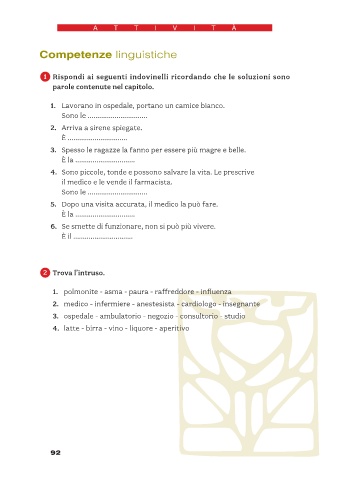 ATTIVITÀ
Competenze linguistiche
1 Rispondi ai seguenti indovinelli ricordando che le soluzioni sono
parole contenute nel capitolo.
1. Lavorano in ospedale, portano un camice bianco.
Sono le ..............................
2. Arriva a sirene spiegate.
È ..............................
3. Spesso le ragazze la fanno per essere più magre e belle.
È la ..............................
4. Sono piccole, tonde e possono salvare la vita. Le prescrive
il medico e le vende il farmacista.
Sono le ..............................
5. Dopo una visita accurata, il medico la può fare.
È la ..............................
6. Se smette di funzionare, non si può più vivere.
È il ..............................
2 Trova l'intruso.
1. polmonite - asma - paura - raffreddore - influenza
2. medico - infermiere - anestesista - cardiologo - insegnante
3. ospedale - ambulatorio - negozio - consultorio - studio
4. latte - birra - vino - liquore - aperitivo
92